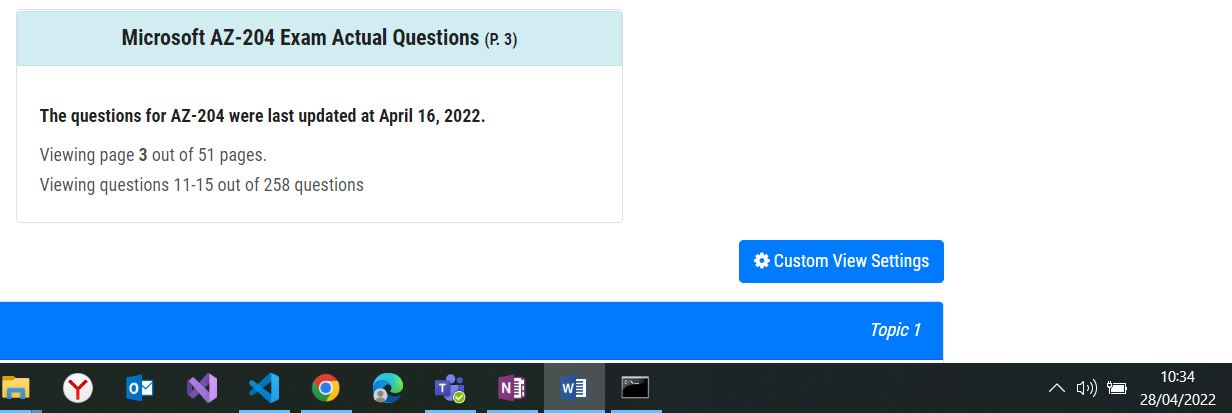 Microsoft AZ-204 Exam Actual Questions (P. 3)
The questions for AZ-204 were last updated at April 16, 2022.
Viewing page 3 out of 51 pages.
Viewing questions 11-15 out of 258 questions
Custom View Settings
Topic 1
10:34
28/04/2022